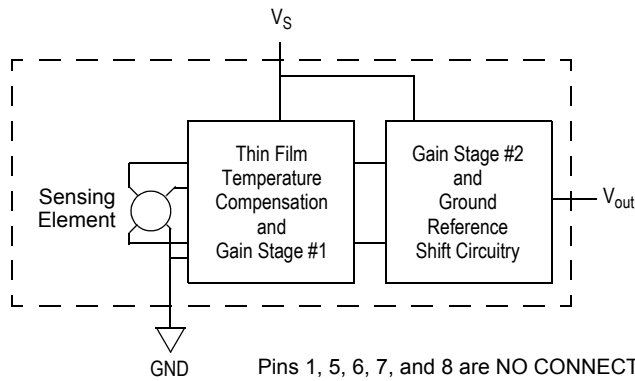 VS
Sensing
Element
Thin Film
Temperature
Compensation
and
Gain Stage #1
Gain Stage #2
and
Ground
Reference
Shift Circuitry
Vout
GND
Pins 1, 5, 6, 7, and 8 are NO CONNECT